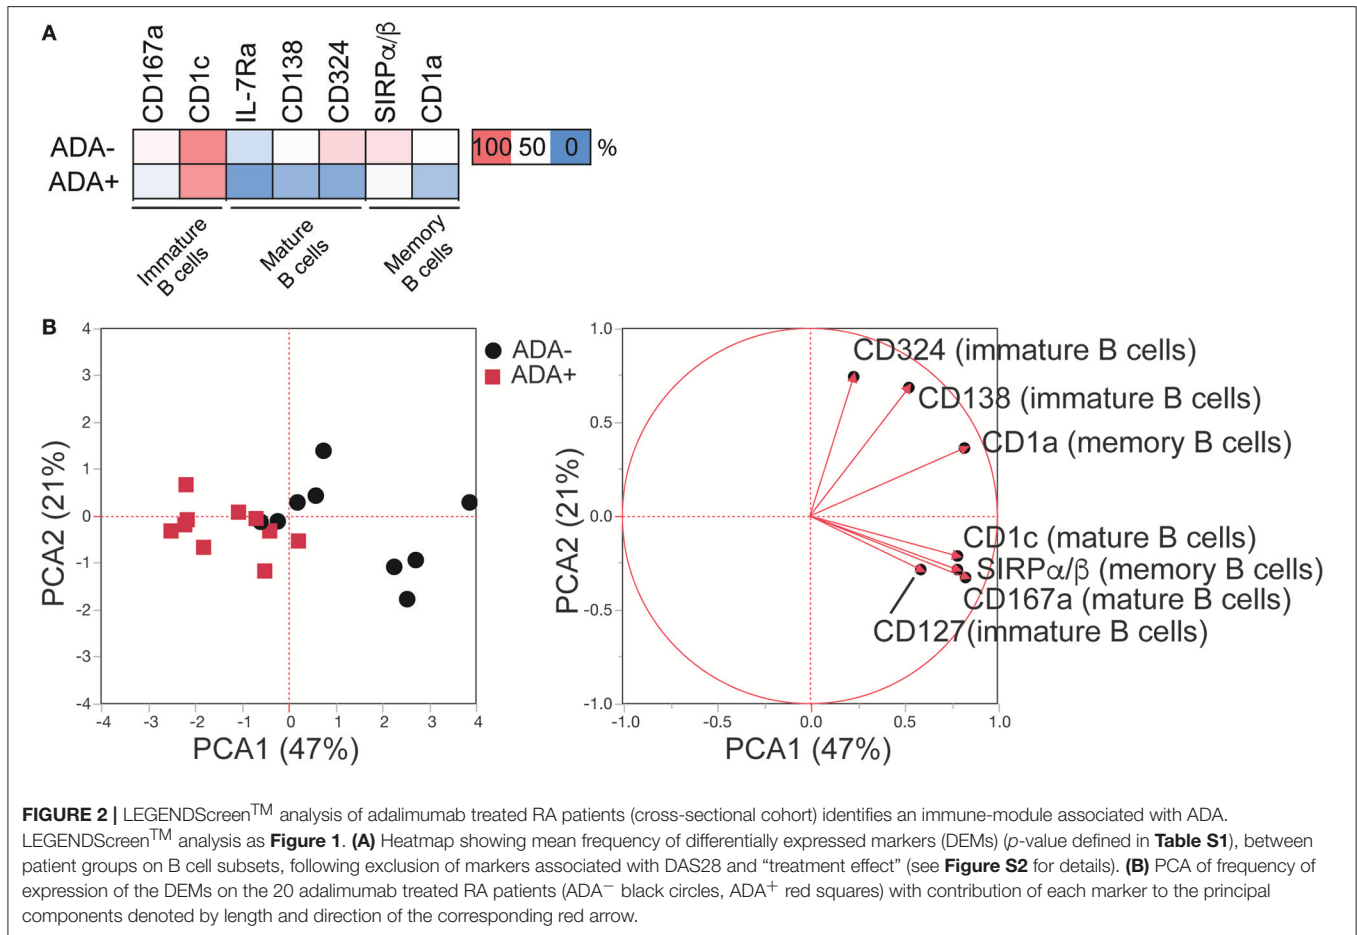 A
CD167a
CD1c
IL-7Ra
CD138
CD324
SIRPα/β
CD1a
ADA-
100 50 0 %
ADA+
Immature
B cells
Mature
B cells
Memory
B cells
B
4
3
2
1
0
-1
-2
-3
-4
-4 -3 -2 -1 0 1 2 3 4
PCA2 (21%)
PCA1 (47%)
ADA-
ADA+
1.0
0.5
0.0
-0.5
-1.0
-1.0 -0.5 0.0 0.5 1.0
PCA2 (21%)
PCA1 (47%)
CD324 (immature B cells)
CD138 (immature B cells)
CD1a (memory B cells)
CD1c (mature B cells)
SIRPα/β (memory B cells)
CD167a (mature B cells)
CD127(immature B cells)
FIGURE 2 | LEGENDScreen™ analysis of adalimumab treated RA patients (cross-sectional cohort) identifies an immune-module associated with ADA.
LEGENDScreen™ analysis as Figure 1. (A) Heatmap showing mean frequency of differentially expressed markers (DEMs) (p-value defined in Table S1), between
patient groups on B cell subsets, following exclusion of markers associated with DAS28 and “treatment effect” (see Figure S2 for details). (B) PCA of frequency of
expression of the DEMs on the 20 adalimumab treated RA patients (ADA− black circles, ADA+ red squares) with contribution of each marker to the principal
components denoted by length and direction of the corresponding red arrow.